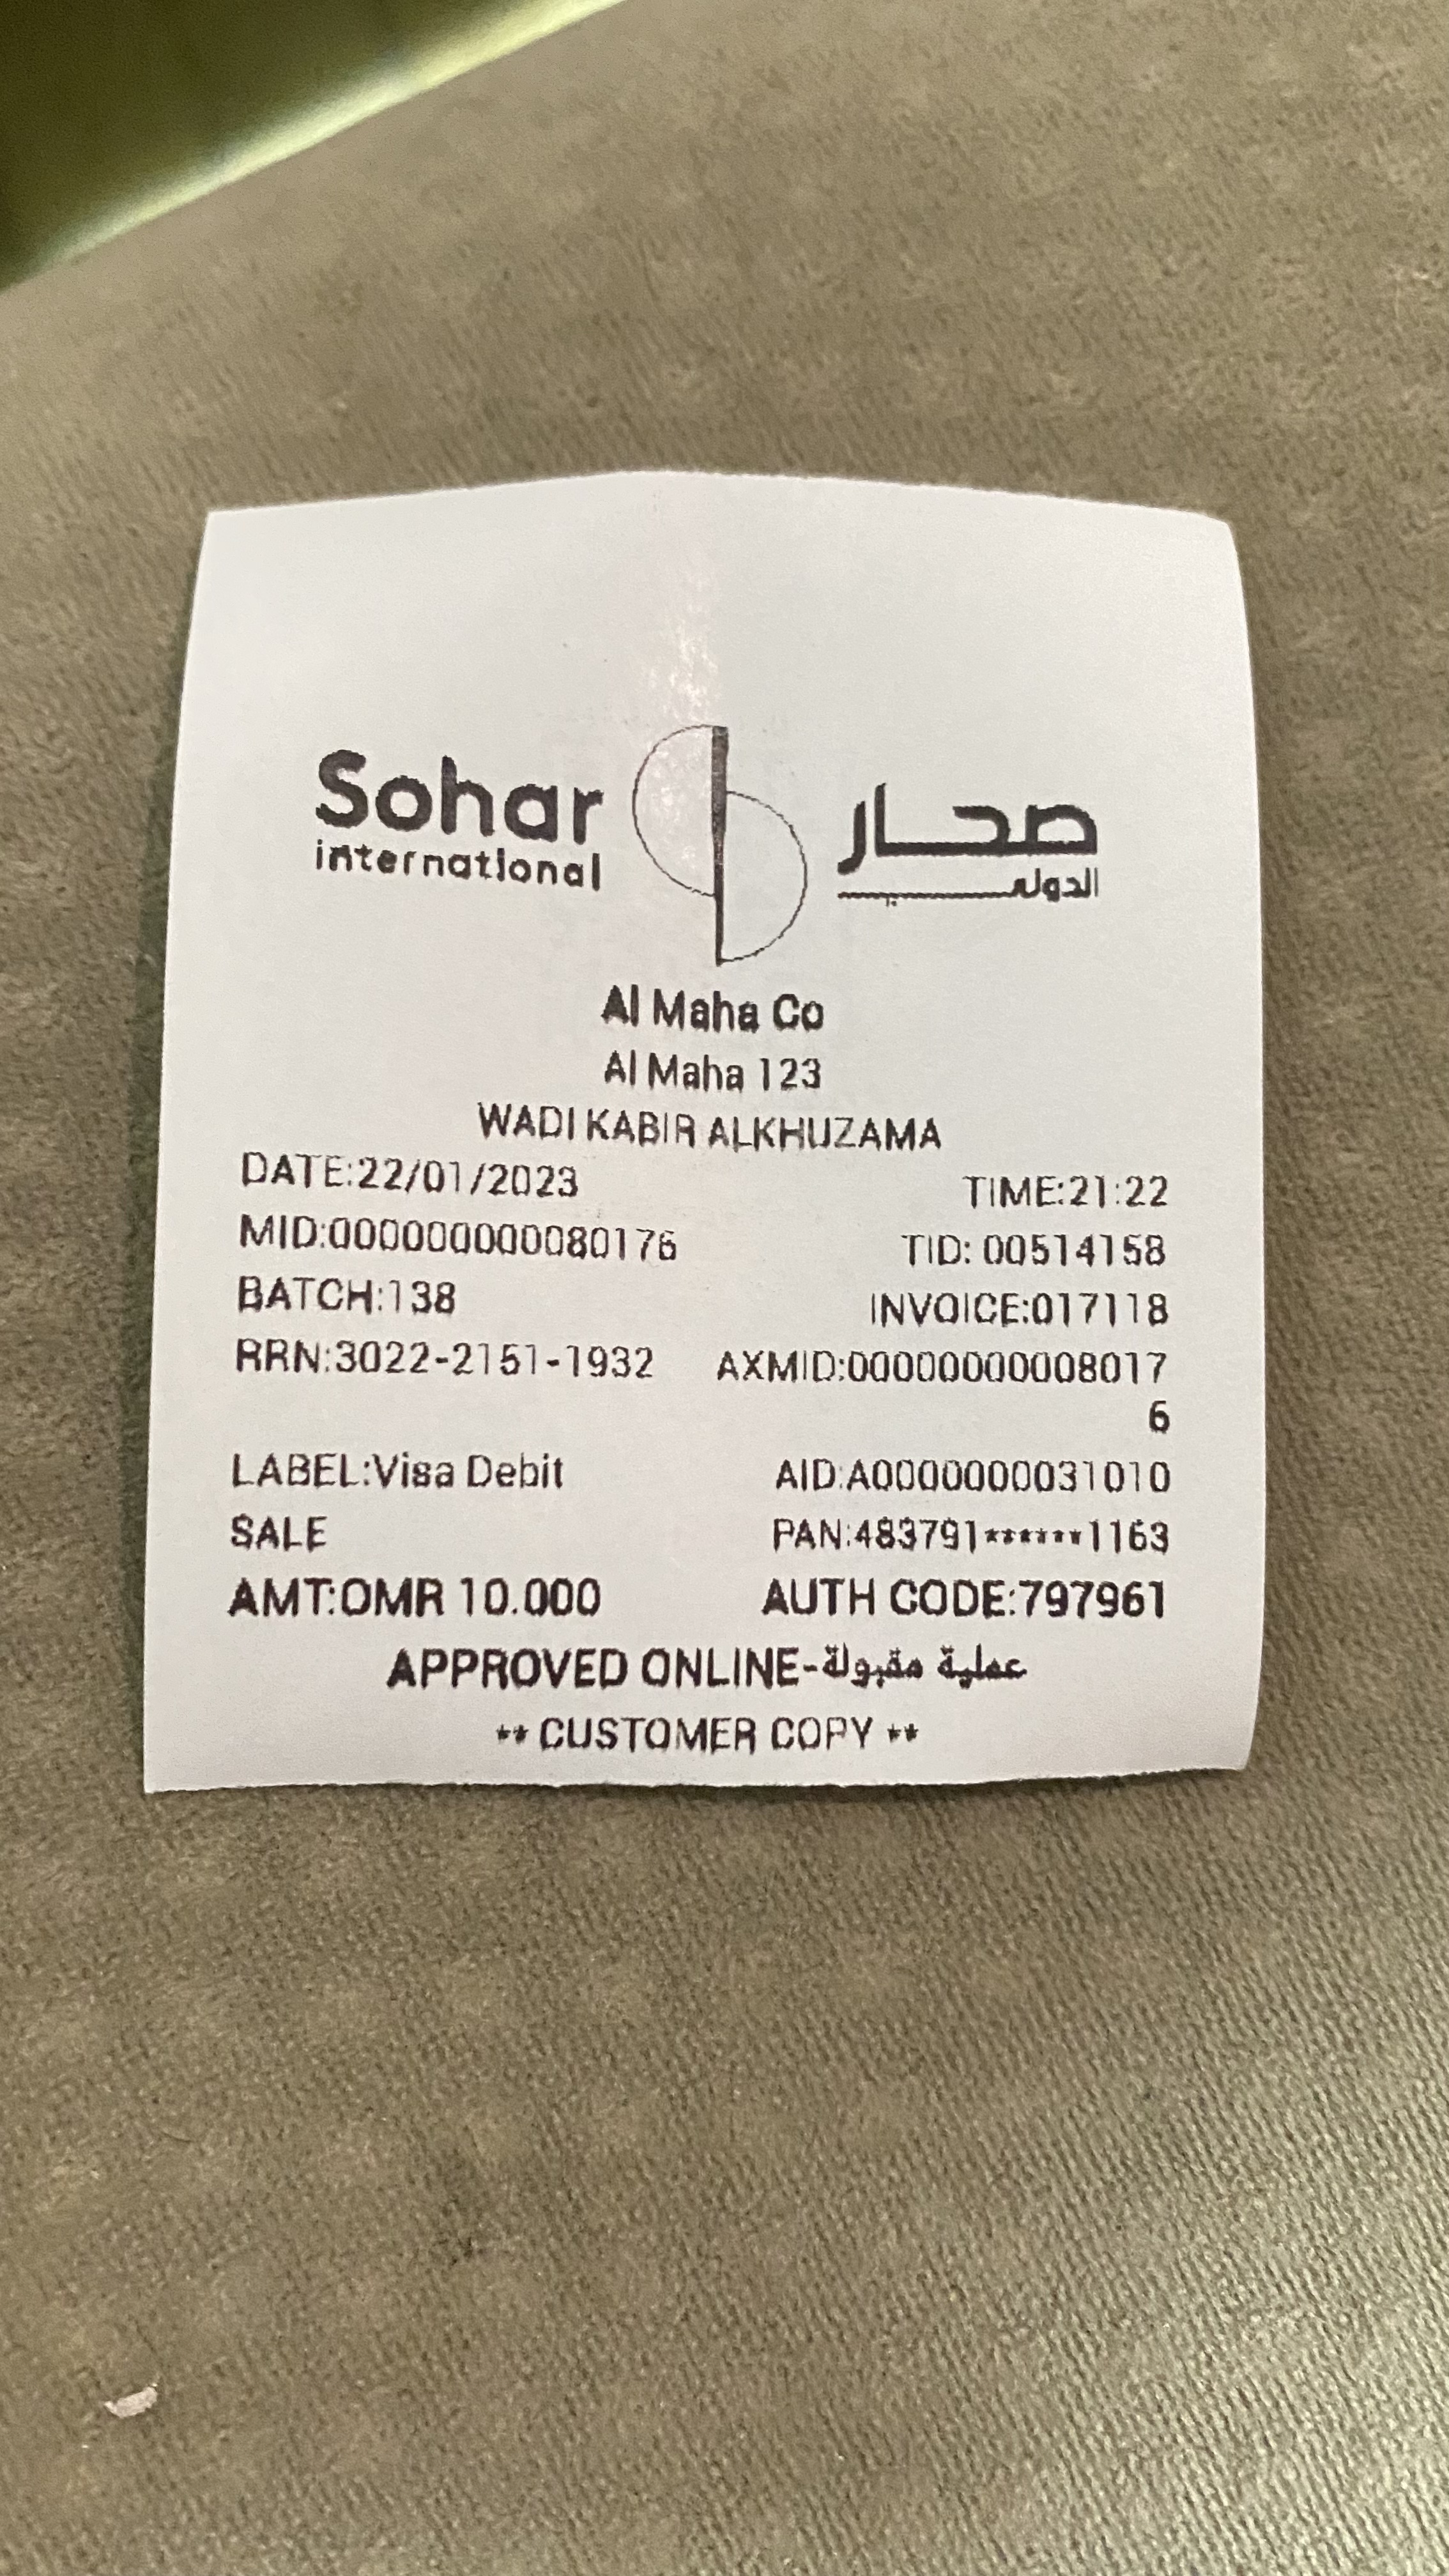 Sohar صحار
international الدولي
Al Maha Co
Al Maha 123
WADI KABIR ALKHUZAMA
DATE:22/01/2023 TIME:21:22
MID:000000000080176 TID: 00514158
BATCH:138 INVOICE:017118
RRN:3022-2151-1932 AXMID:00000000008017
6
LABEL:Visa Debit AID:A0000000031010
SALE PAN:483791******1163
AMT:OMR 10.000 AUTH CODE:797961
APPROVED ONLINE-عملية مقبولة
** CUSTOMER COPY **